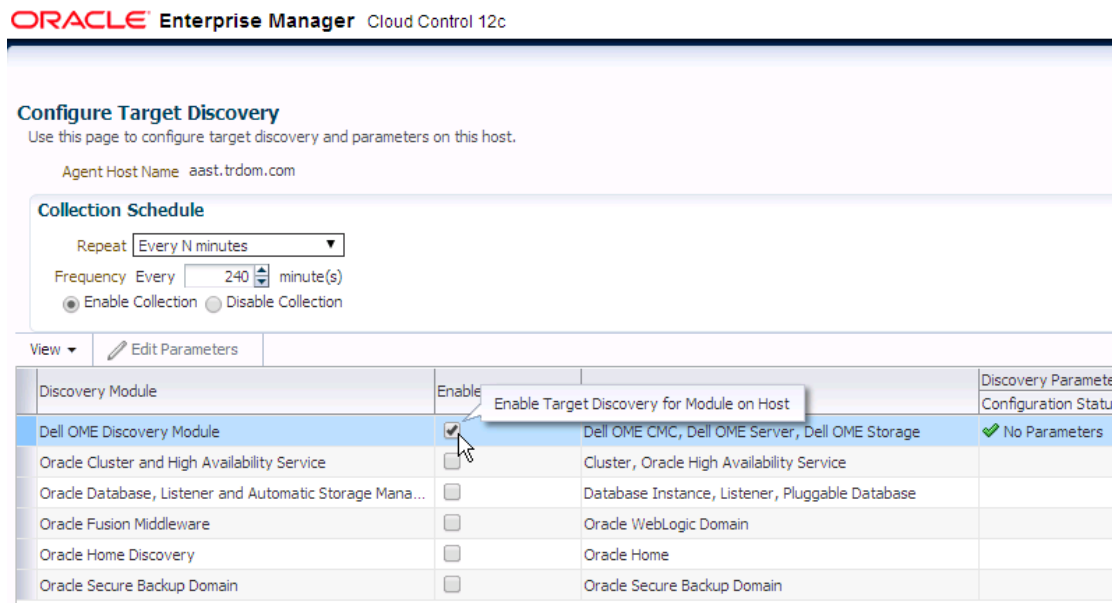 ORACLE Enterprise Manager Cloud Control 12c
Configure Target Discovery
Use this page to configure target discovery and parameters on this host.
Agent Host Name aast.trdom.com
Collection Schedule
Repeat Every N minutes
Frequency Every 240 minute(s)
Enable Collection Disable Collection
View Edit Parameters
Discovery Module Enable Discovery Paramete
Enable Target Discovery for Module on Host Configuration Statu
Dell OME Discovery Module Dell OME CMC, Dell OME Server, Dell OME Storage No Parameters
Oracle Cluster and High Availability Service Cluster, Oracle High Availability Service
Oracle Database, Listener and Automatic Storage Mana... Database Instance, Listener, Pluggable Database
Oracle Fusion Middleware Oracle WebLogic Domain
Oracle Home Discovery Oracle Home
Oracle Secure Backup Domain Oracle Secure Backup Domain